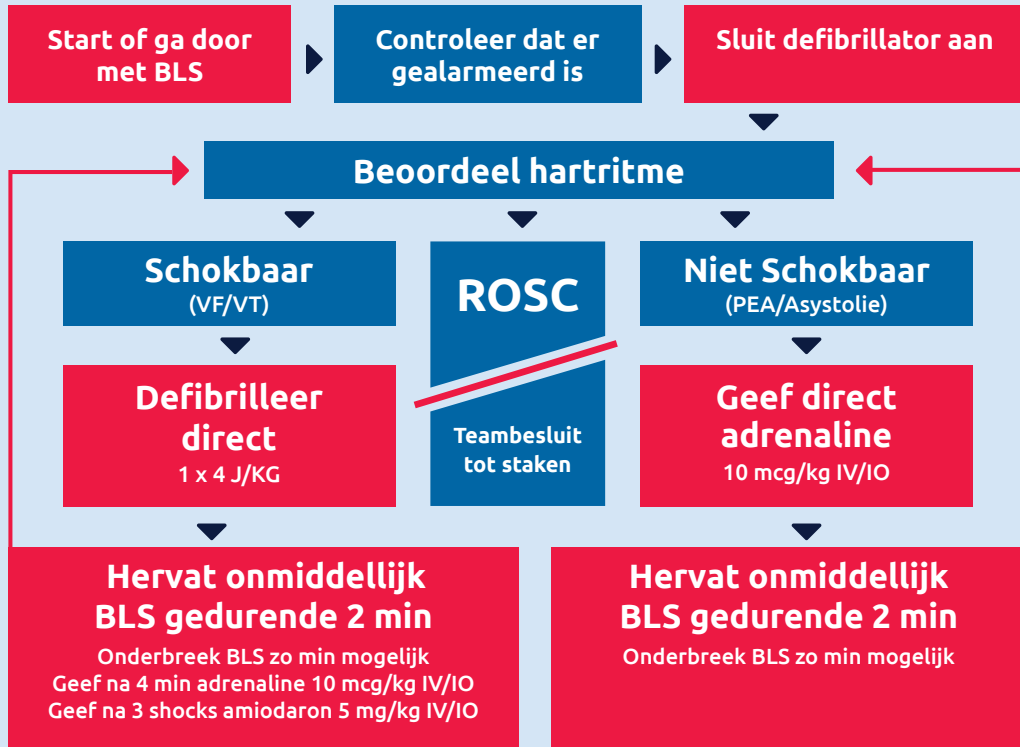 Start of ga door
met BLS
Controleer dat er
gealarmeerd is
Sluit defibrillator aan
Beoordeel hartritme
Schokbaar
(VF/VT)
ROSC
Niet Schokbaar
(PEA/Asystolie)
Defibrilleer
direct
1 x 4 J/KG
Teambesluit
tot staken
Geef direct
adrenaline
10 mcg/kg IV/IO
Hervat onmiddellijk
BLS gedurende 2 min
Onderbreek BLS zo min mogelijk
Geef na 4 min adrenaline 10 mcg/kg IV/IO
Geef na 3 shocks amiodaron 5 mg/kg IV/IO
Hervat onmiddellijk
BLS gedurende 2 min
Onderbreek BLS zo min mogelijk